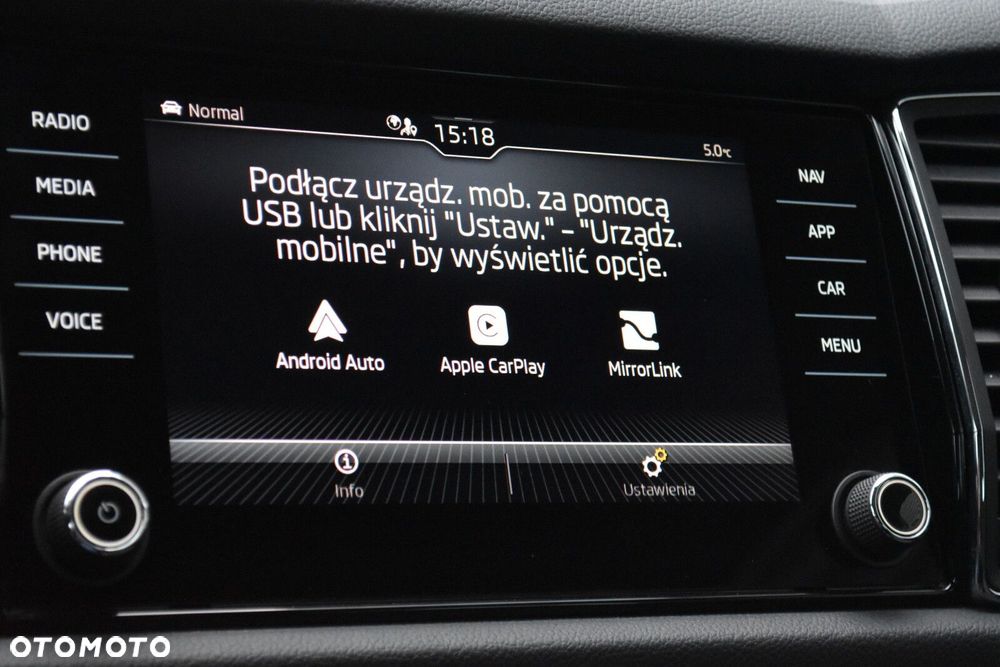 Normal
15:18
5.0°C
RADIO
MEDIA
PHONE
VOICE
Podłącz urządz. mob. za pomocą
USB lub kliknij "Ustaw." – "Urządz.
mobilne", by wyświetlić opcje.
Android Auto
Apple CarPlay
MirrorLink
Info
Ustawienia
NAV
APP
CAR
MENU
OTOMOTO